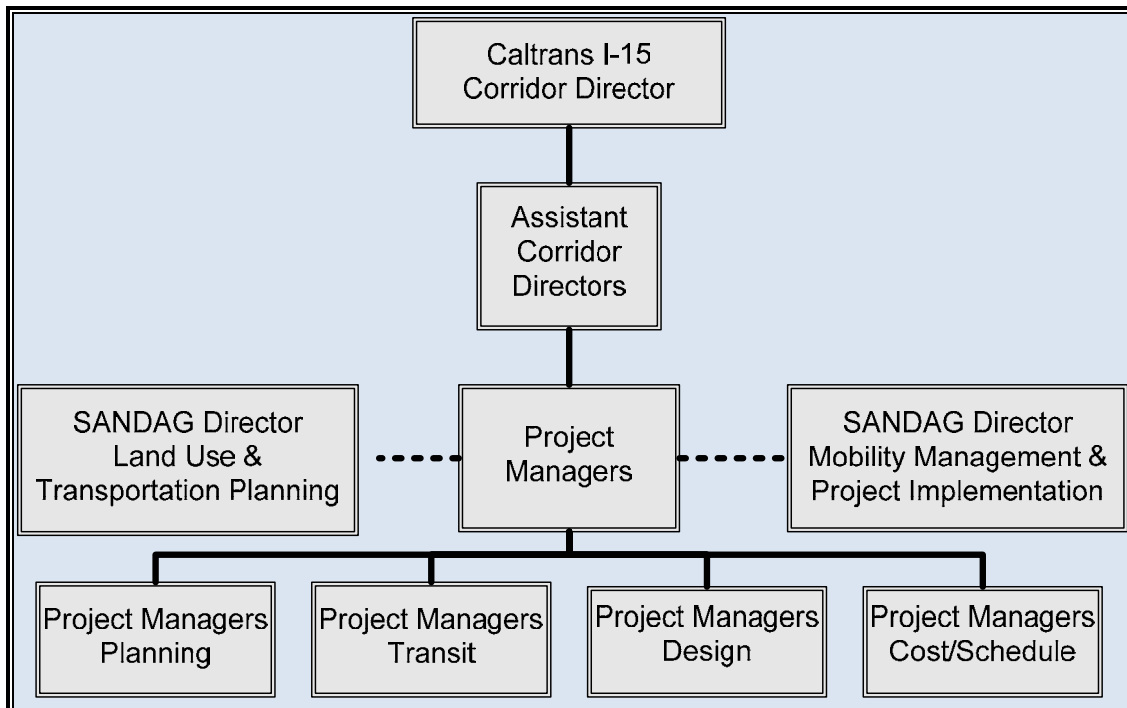 Caltrans I-15
Corridor Director
Assistant
Corridor
Directors
SANDAG Director
Land Use &
Transportation Planning
Project
Managers
SANDAG Director
Mobility Management &
Project Implementation
Project Managers
Planning
Project Managers
Transit
Project Managers
Design
Project Managers
Cost/Schedule